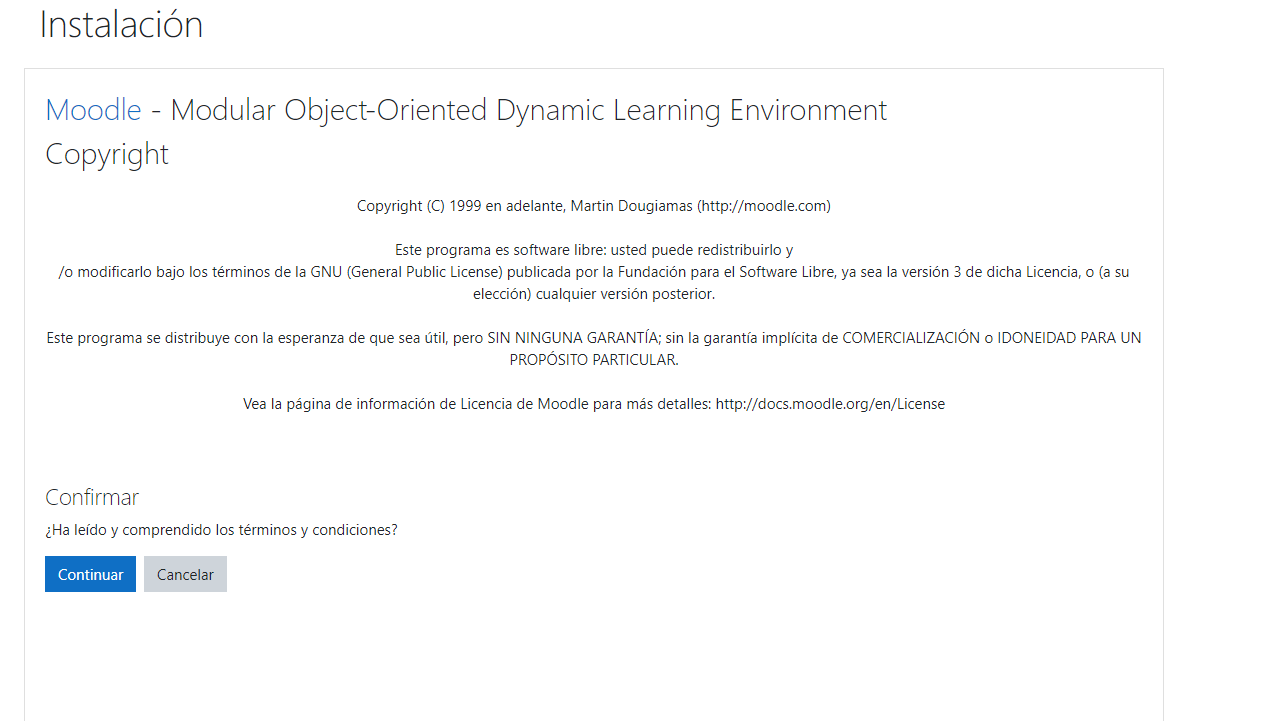 Instalación
Moodle - Modular Object-Oriented Dynamic Learning Environment
Copyright
Copyright (C) 1999 en adelante, Martin Dougiamas (http://moodle.com)
Este programa es software libre: usted puede redistribuirlo y
/o modificarlo bajo los términos de la GNU (General Public License) publicada por la Fundación para el Software Libre, ya sea la versión 3 de dicha Licencia, o (a su
elección) cualquier versión posterior.
Este programa se distribuye con la esperanza de que sea útil, pero SIN NINGUNA GARANTÍA; sin la garantía implícita de COMERCIALIZACIÓN o IDONEIDAD PARA UN
PROPÓSITO PARTICULAR.
Vea la página de información de Licencia de Moodle para más detalles: http://docs.moodle.org/en/License
Confirmar
¿Ha leído y comprendido los términos y condiciones?
Continuar Cancelar